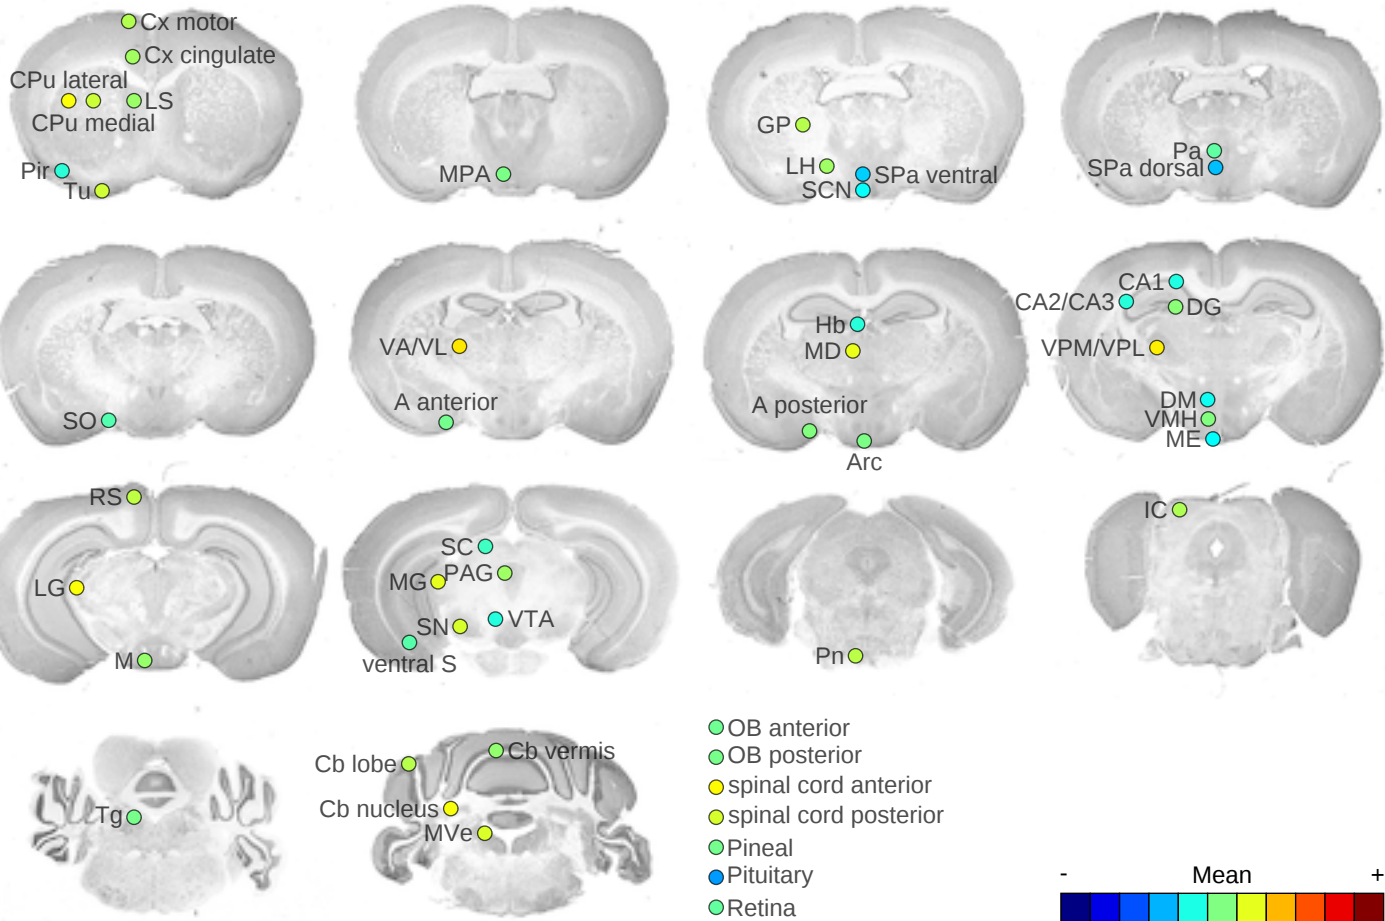 Cx motor
Cx cingulate
CPu lateral
LS
CPu medial
Pir
Tu
MPA
GP
LH
SPa ventral
SCN
Pa
SPa dorsal
SO
VA/VL
A anterior
Hb
MD
A posterior
Arc
CA1
CA2/CA3
DG
VPM/VPL
DM
VMH
ME
RS
LG
M
SC
MG
PAG
SN
VTA
ventral S
Pn
IC
Tg
Cb lobe
Cb vermis
Cb nucleus
MVe
OB anterior
OB posterior
spinal cord anterior
spinal cord posterior
Pineal
Pituitary
Retina
- Mean +